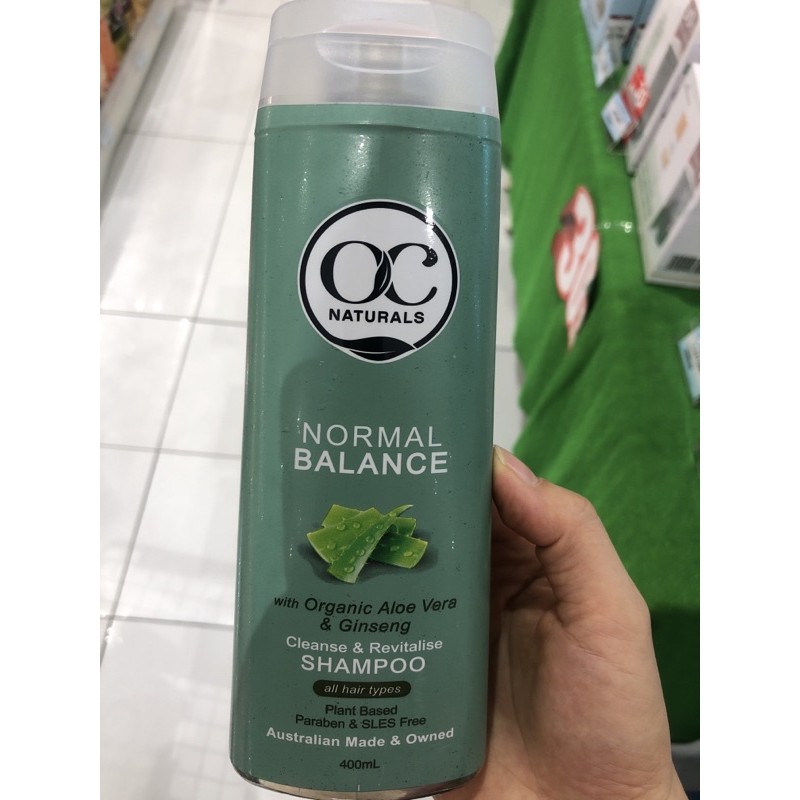 OC
NATURALS
NORMAL
BALANCE
with Organic Aloe Vera
& Ginseng
Cleanse & Revitalise
SHAMPOO
all hair types
Plant Based
Paraben & SLES Free
Australian Made & Owned
400mL